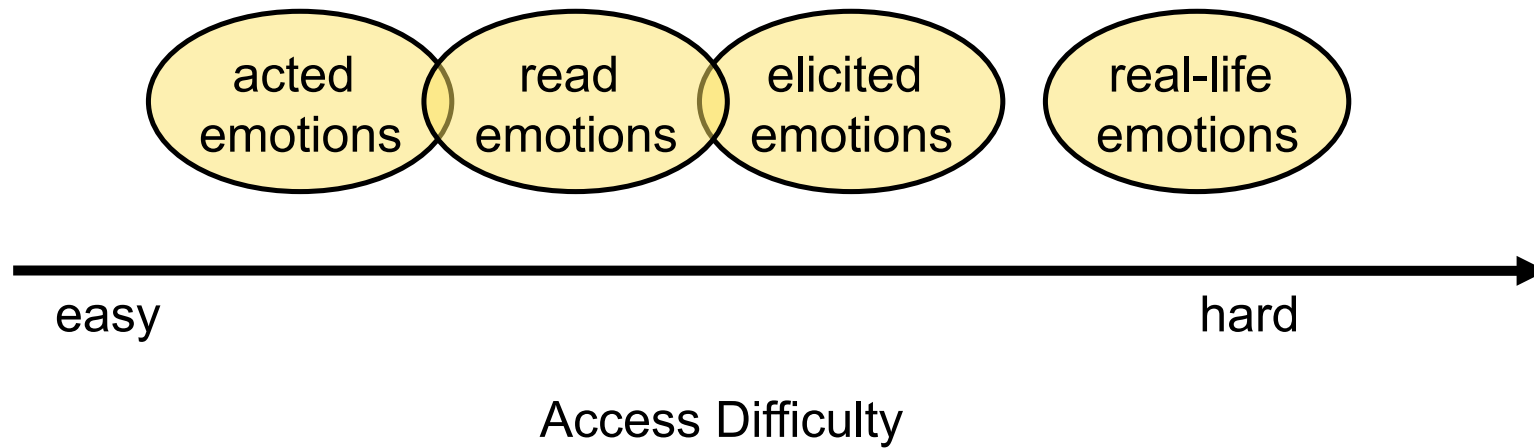 acted
emotions
read
emotions
elicited
emotions
real-life
emotions
easy
hard
Access Difficulty